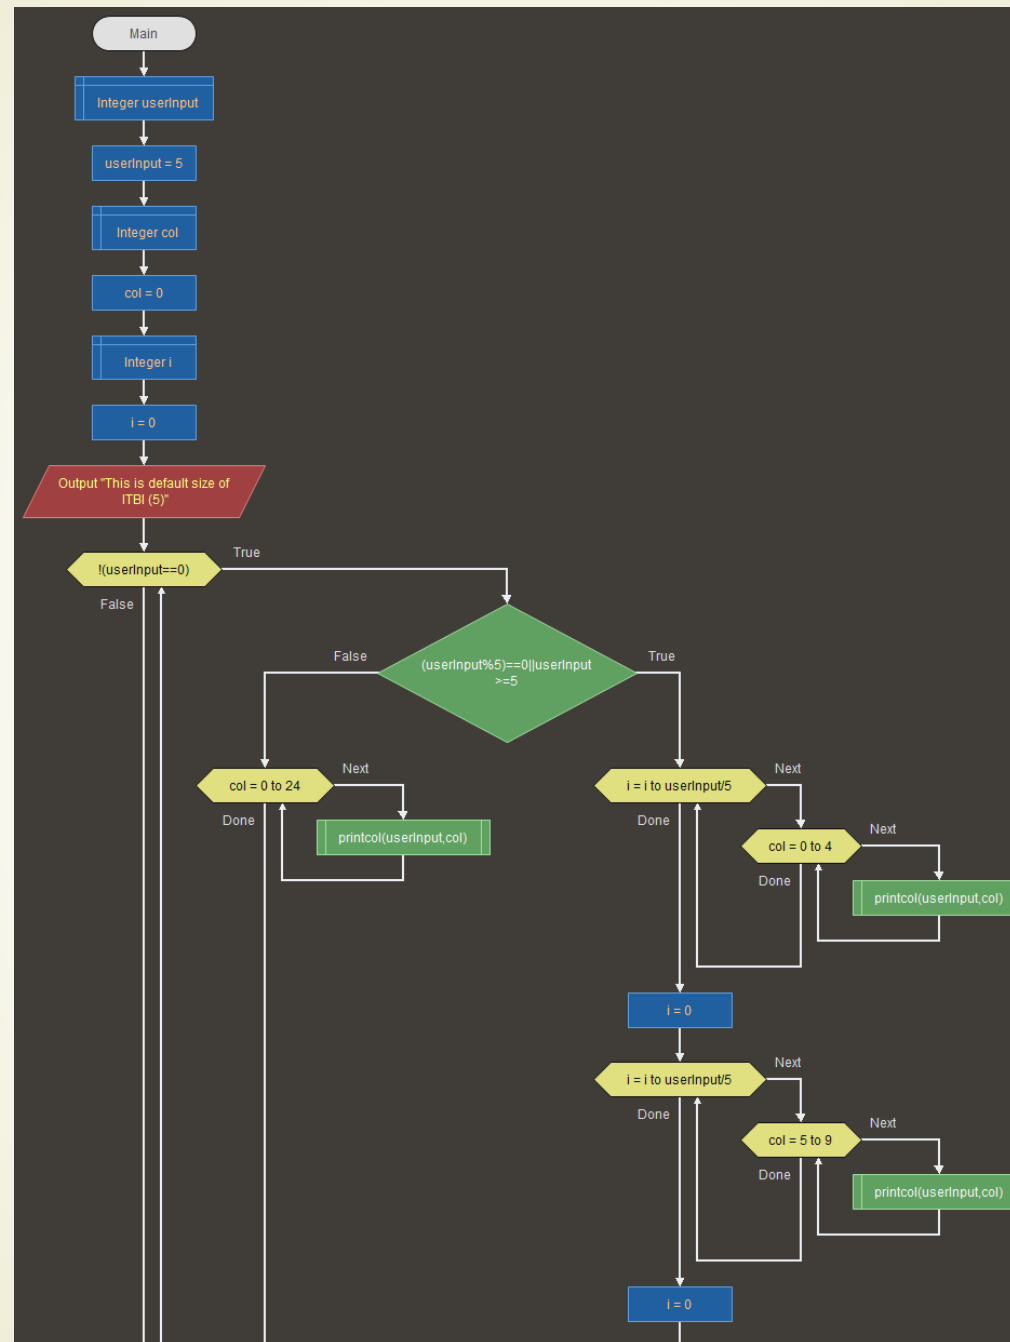 Main
Integer userInput
userInput = 5
Integer col
col = 0
Integer i
i = 0
Output "This is default size of
ITBI (5)"
!(userInput==0)
True
False
(userInput%5)==0||userInput
>=5
False
True
col = 0 to 24
Next
Done
printcol(userInput,col)
i = i to userInput/5
Next
Done
col = 0 to 4
Next
Done
printcol(userInput,col)
i = 0
i = i to userInput/5
Next
Done
col = 5 to 9
Next
Done
printcol(userInput,col)
i = 0